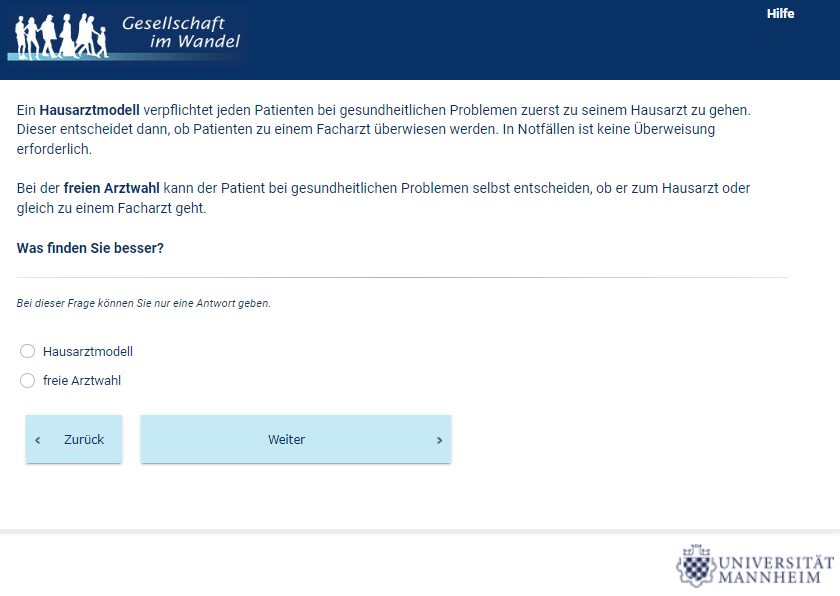 Gesellschaft
im Wandel
Hilfe
Ein Hausarztmodell verpflichtet jeden Patienten bei gesundheitlichen Problemen zuerst zu seinem Hausarzt zu gehen.
Dieser entscheidet dann, ob Patienten zu einem Facharzt überwiesen werden. In Notfällen ist keine Überweisung
erforderlich.
Bei der freien Arztwahl kann der Patient bei gesundheitlichen Problemen selbst entscheiden, ob er zum Hausarzt oder
gleich zu einem Facharzt geht.
Was finden Sie besser?
Bei dieser Frage können Sie nur eine Antwort geben.
Hausarztmodell
freie Arztwahl
‹ Zurück
Weiter ›
UNIVERSITÄT
MANNHEIM